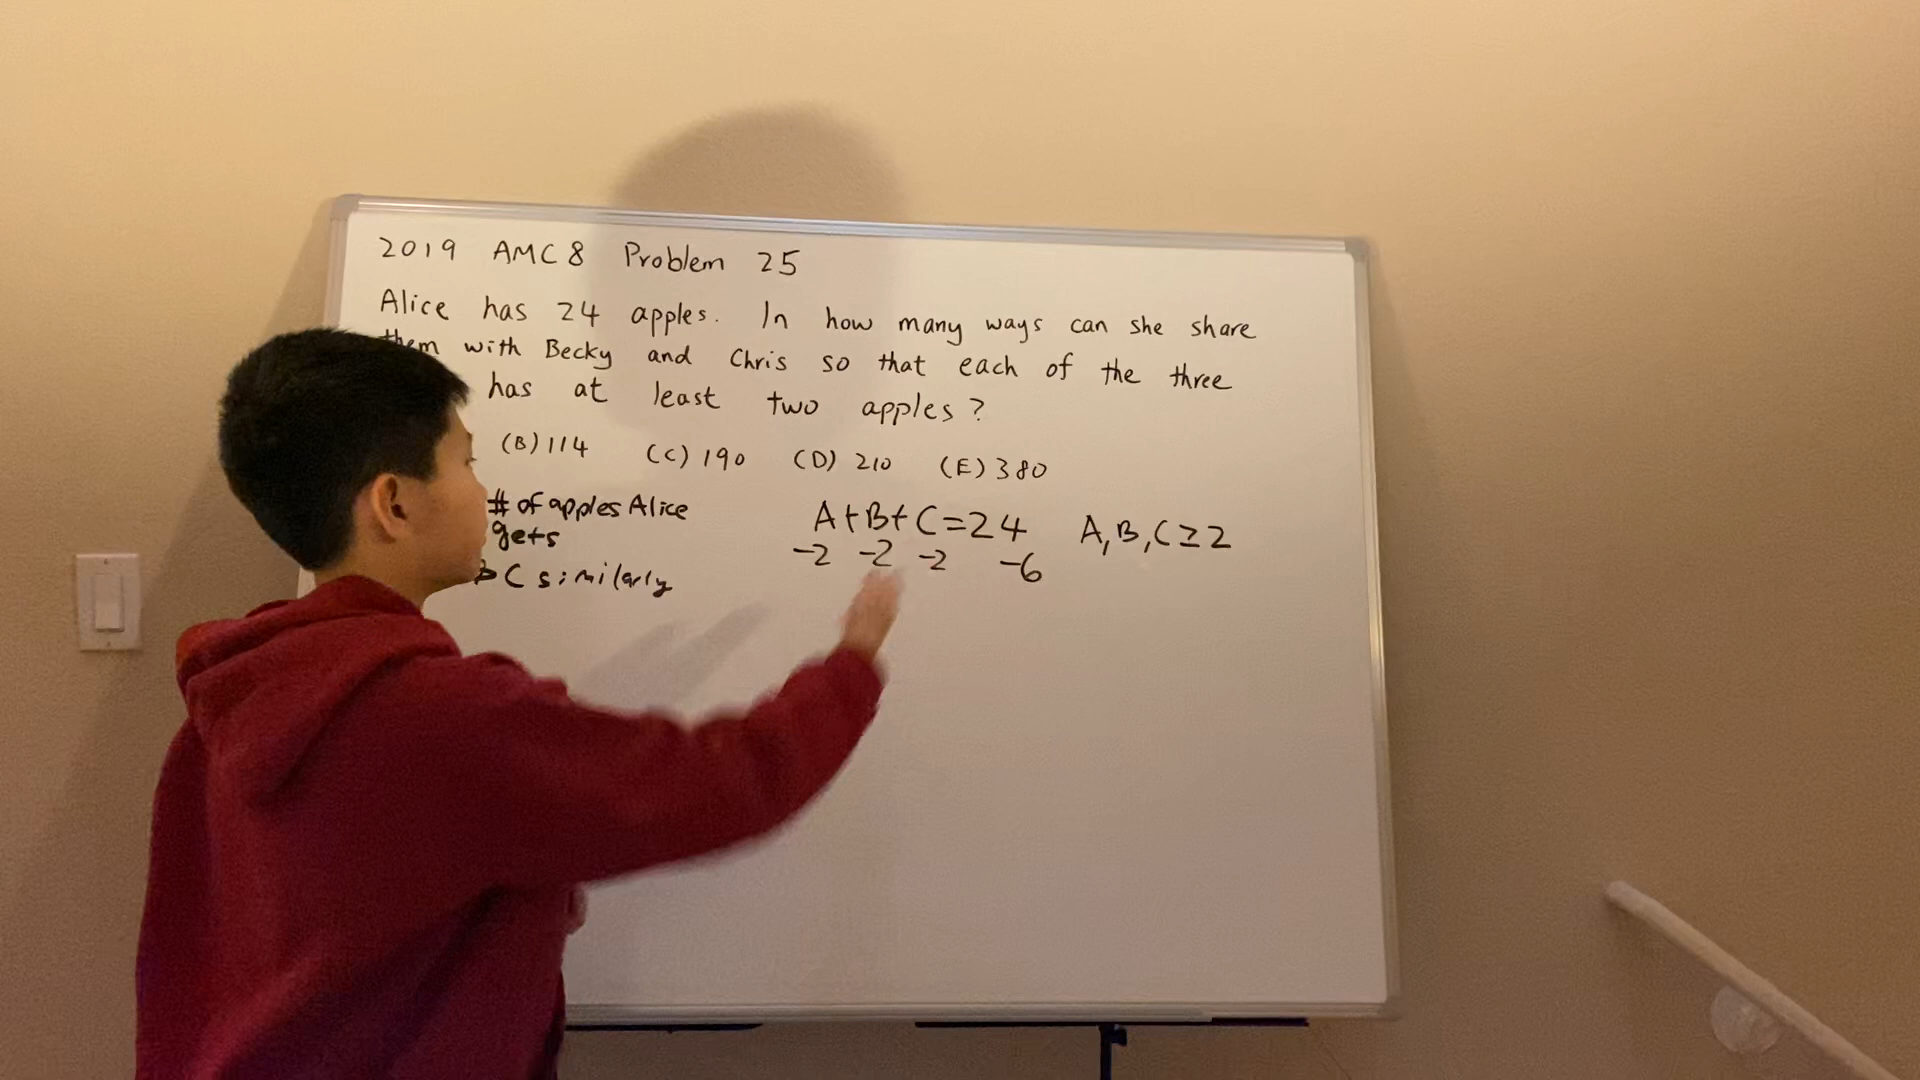 2019 AMC 8 Problem 25
Alice has 24 apples. In how many ways can she share
them with Becky and Chris so that each of the three
has at least two apples?
(B) 114 (C) 190 (D) 210 (E) 380
# of apples Alice
gets
B C similarly
A+B+C=24 A,B,C≥2
-2 -2 -2 -6